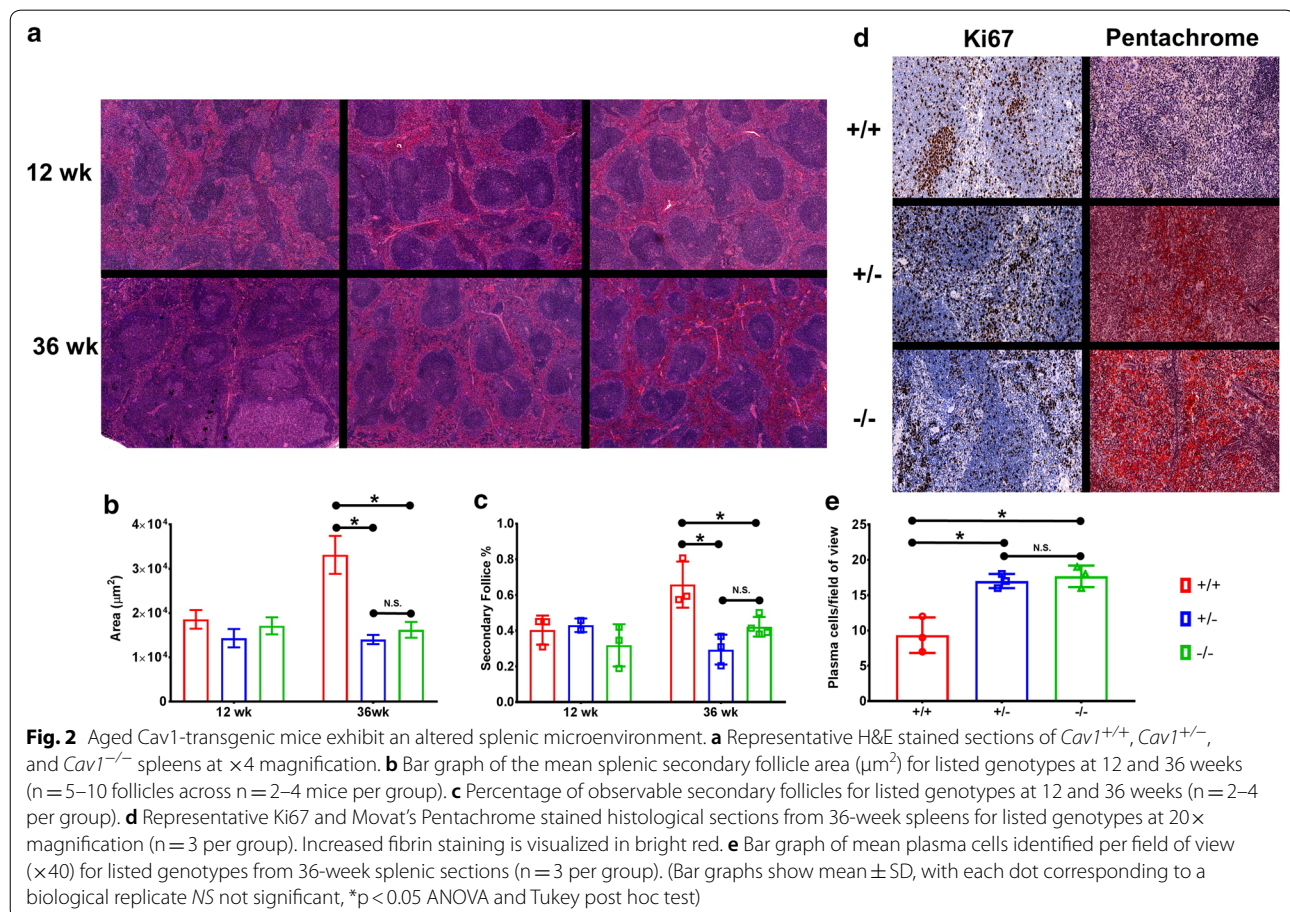 a
12 wk
36 wk
d
Ki67
Pentachrome
+/+
+/-
-/-
b
Area (µm²)
4×10⁴
3×10⁴
2×10⁴
1×10⁴
0
12 wk
36wk
*
*
N.S.
c
Secondary Follice %
1.0
0.8
0.6
0.4
0.2
0.0
12 wk
36 wk
*
*
N.S.
e
Plasma cells/field of view
25
20
15
10
5
0
+/+
+/-
-/-
*
*
N.S.
+/+
+/-
-/-
Fig. 2 Aged Cav1-transgenic mice exhibit an altered splenic microenvironment. a Representative H&E stained sections of Cav1+/+, Cav1+/−,
and Cav1−/− spleens at ×4 magnification. b Bar graph of the mean splenic secondary follicle area (µm²) for listed genotypes at 12 and 36 weeks
(n = 5–10 follicles across n = 2–4 mice per group). c Percentage of observable secondary follicles for listed genotypes at 12 and 36 weeks (n = 2–4
per group). d Representative Ki67 and Movat's Pentachrome stained histological sections from 36-week spleens for listed genotypes at 20×
magnification (n = 3 per group). Increased fibrin staining is visualized in bright red. e Bar graph of mean plasma cells identified per field of view
(×40) for listed genotypes from 36-week splenic sections (n = 3 per group). (Bar graphs show mean ± SD, with each dot corresponding to a
biological replicate NS not significant, *p < 0.05 ANOVA and Tukey post hoc test)